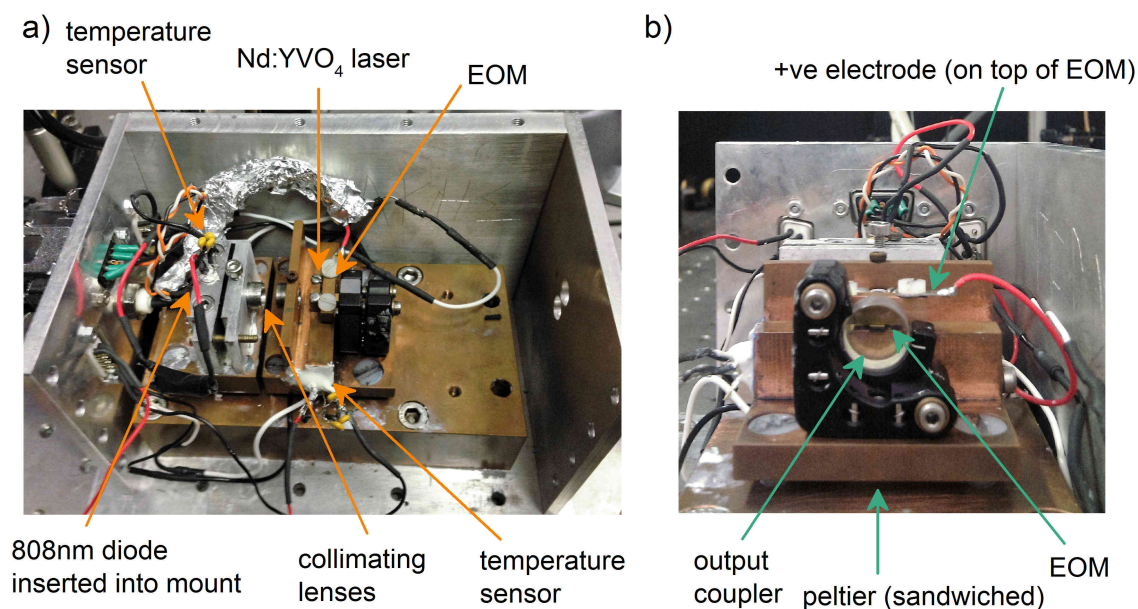 a)
temperature
sensor
Nd:YVO₄ laser
EOM
808nm diode
inserted into mount
collimating
lenses
temperature
sensor
b)
+ve electrode (on top of EOM)
output
coupler
peltier (sandwiched)
EOM